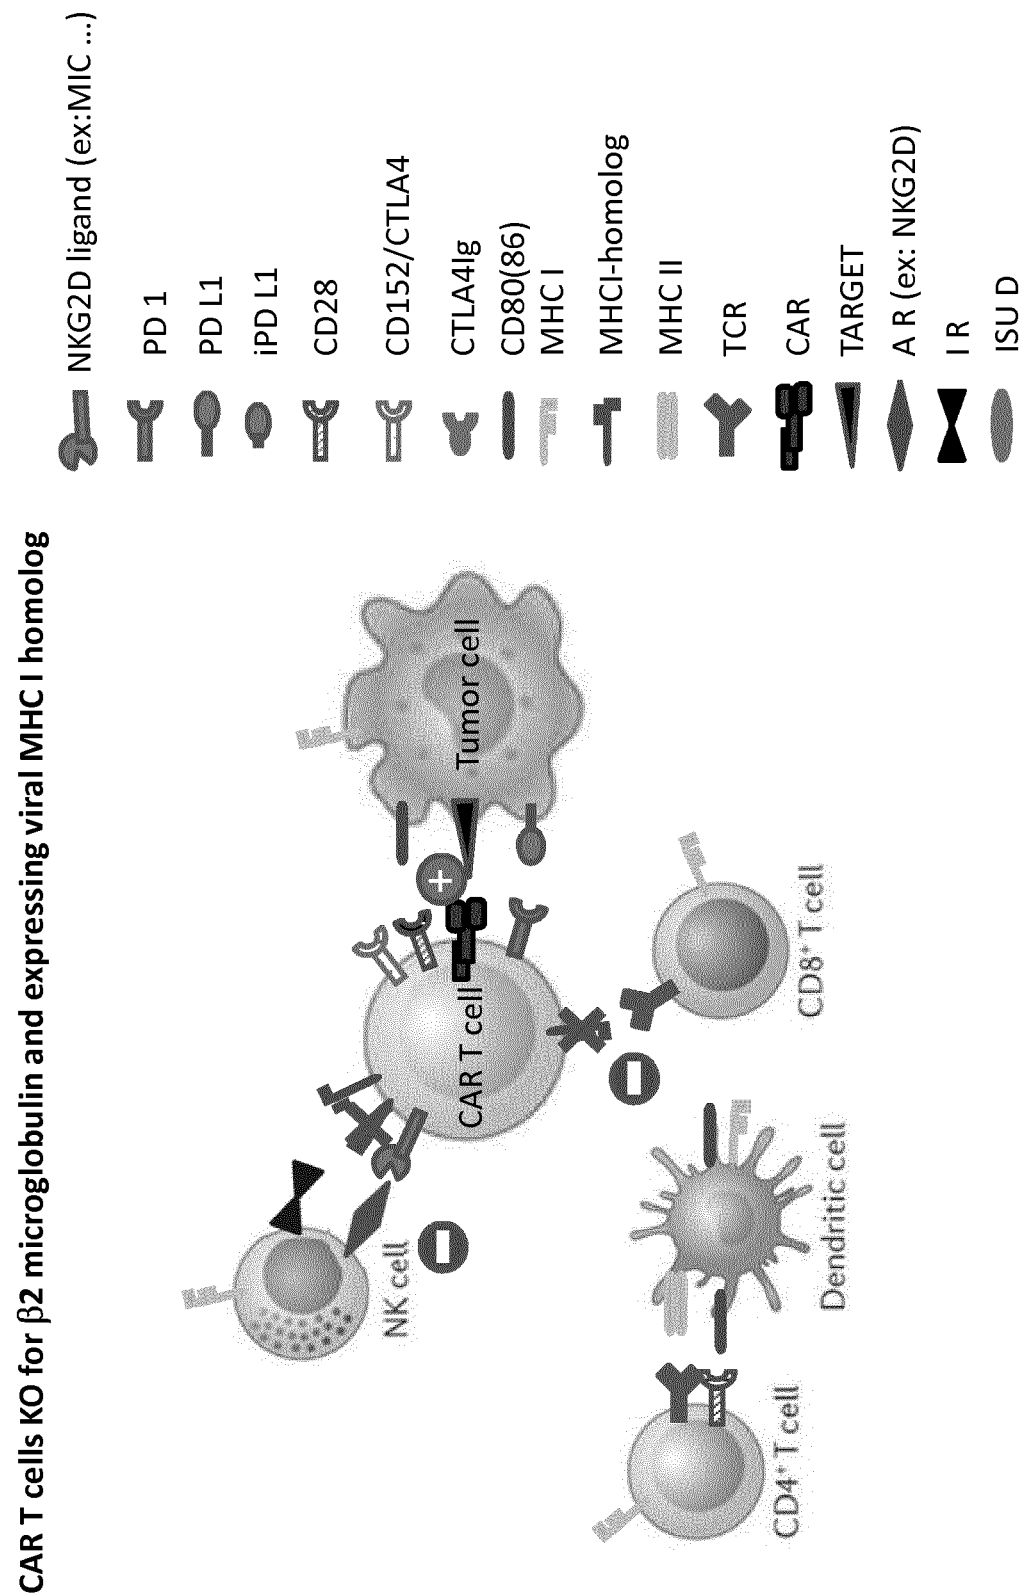 CAR T cells KO for β2 microglobulin and expressing viral MHC I homolog
NK cell
CAR T cell
Tumor cell
+
CD4+ T cell
Dendritic cell
CD8+ T cell
NKG2D ligand (ex:MIC ...)
PD 1
PD L1
iPD L1
CD28
CD152/CTLA4
CTLA4Ig
CD80(86)
MHC I
MHCI-homolog
MHC II
TCR
CAR
TARGET
A R (ex: NKG2D)
I R
ISU D